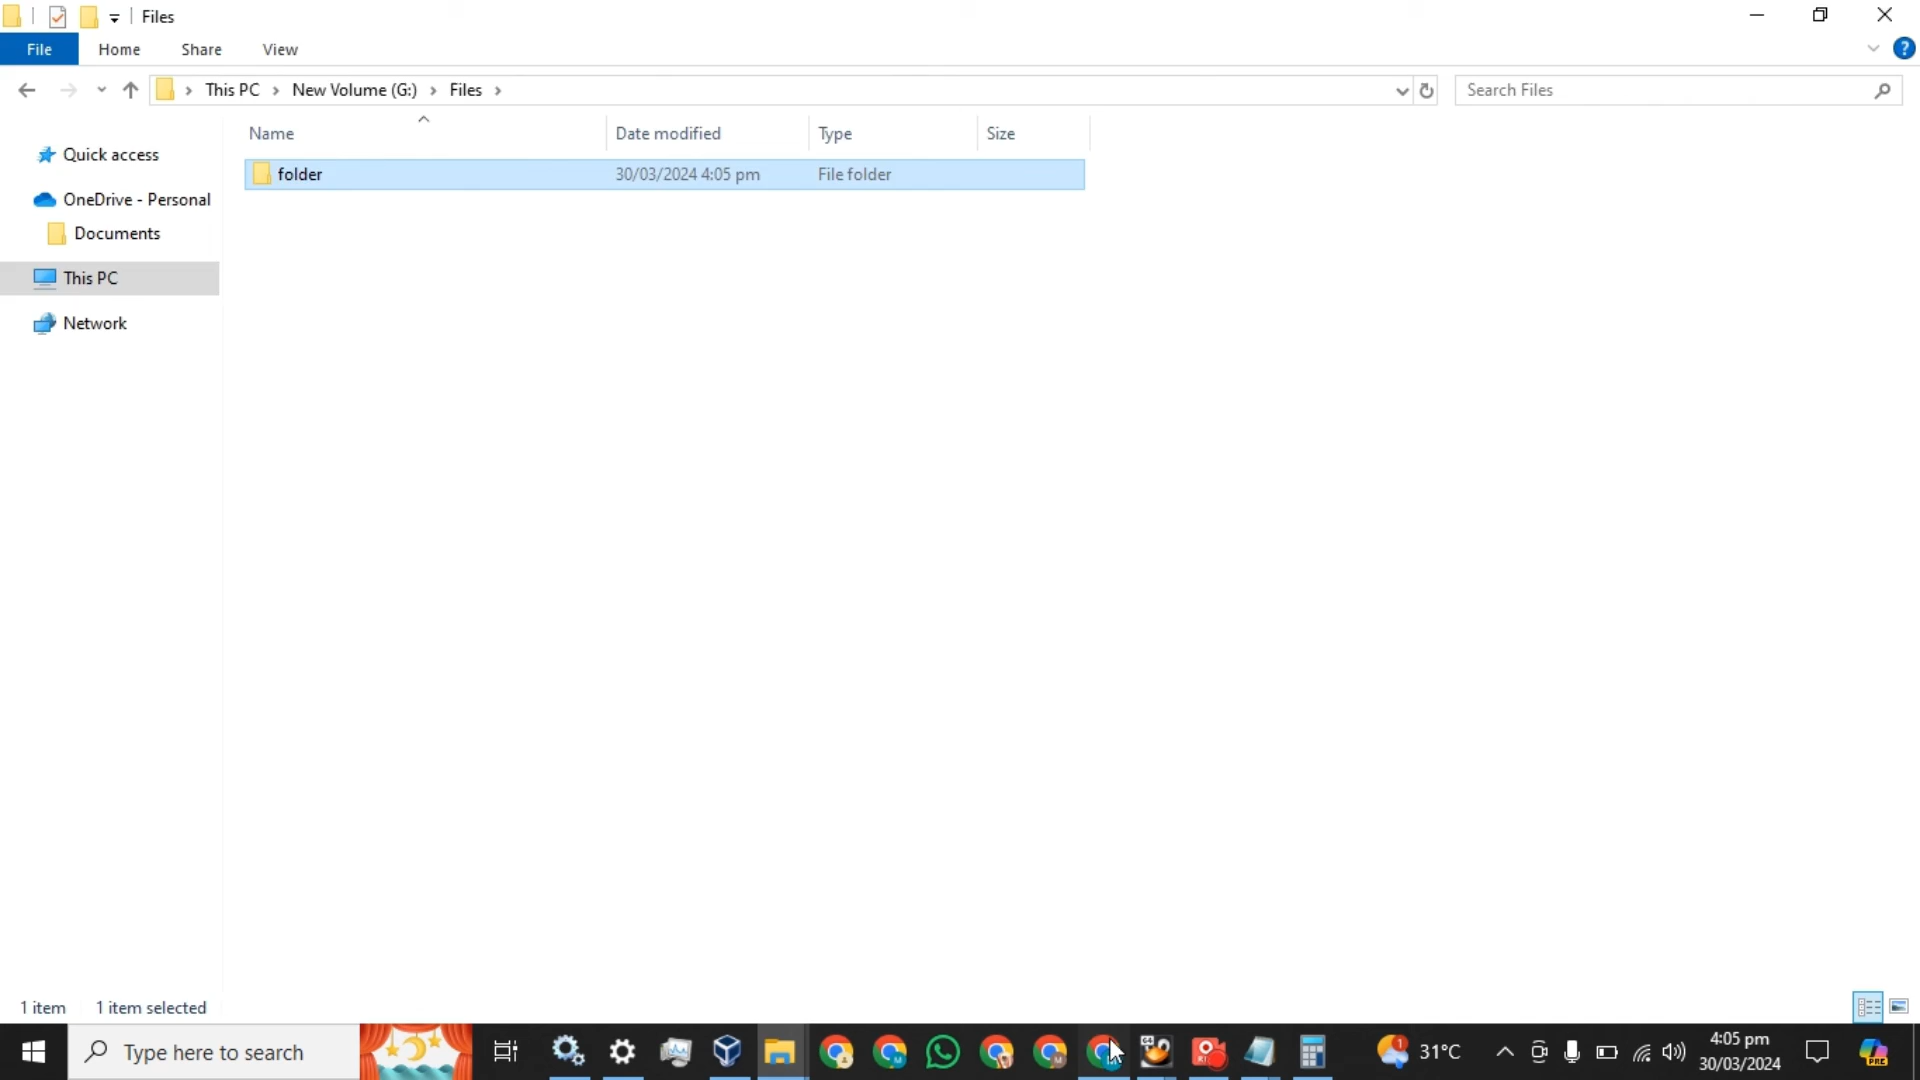 Files
File Home Share View
This PC New Volume (G:) Files
Search Files
Name Date modified Type Size
folder 30/03/2024 4:05 pm File folder
Quick access
OneDrive - Personal
Documents
This PC
Network
1 item 1 item selected
Type here to search
31°C
4:05 pm
30/03/2024